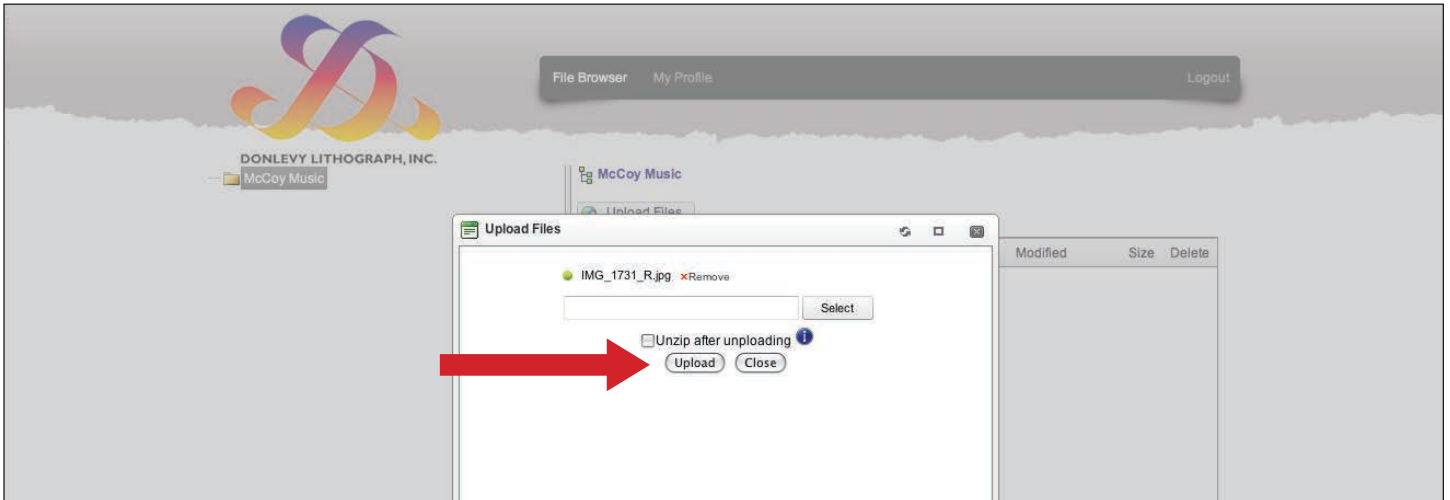 File Browser My Profile Logout
DONLEVY LITHOGRAPH, INC.
McCoy Music
McCoy Music
Upload Files
Upload Files
Modified Size Delete
IMG_1731_R.jpg ×Remove
Select
Unzip after unploading
Upload Close